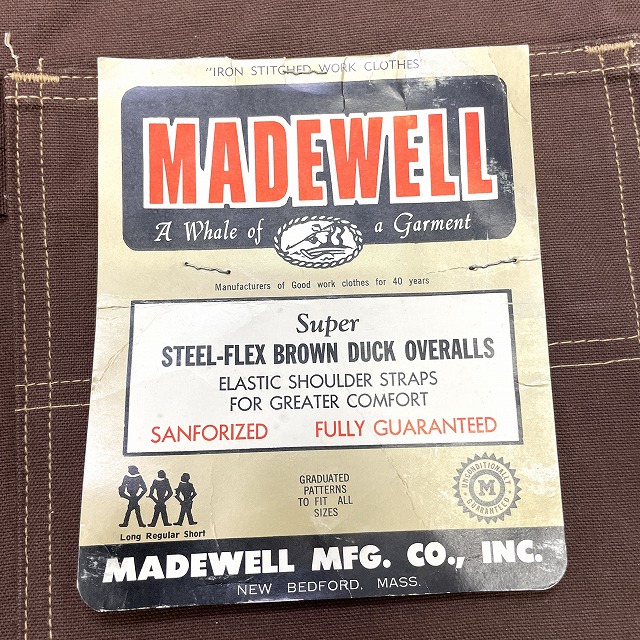 "IRON STITCHED WORK CLOTHES"
MADEWELL
A Whale of a Garment
Manufacturers of Good work clothes for 40 years
Super
STEEL-FLEX BROWN DUCK OVERALLS
ELASTIC SHOULDER STRAPS
FOR GREATER COMFORT
SANFORIZED FULLY GUARANTEED
GRADUATED
PATTERNS
TO FIT ALL
SIZES
Long Regular Short
UNCONDITIONALLY
M
GUARANTEED
MADEWELL MFG. CO., INC.
NEW BEDFORD, MASS.